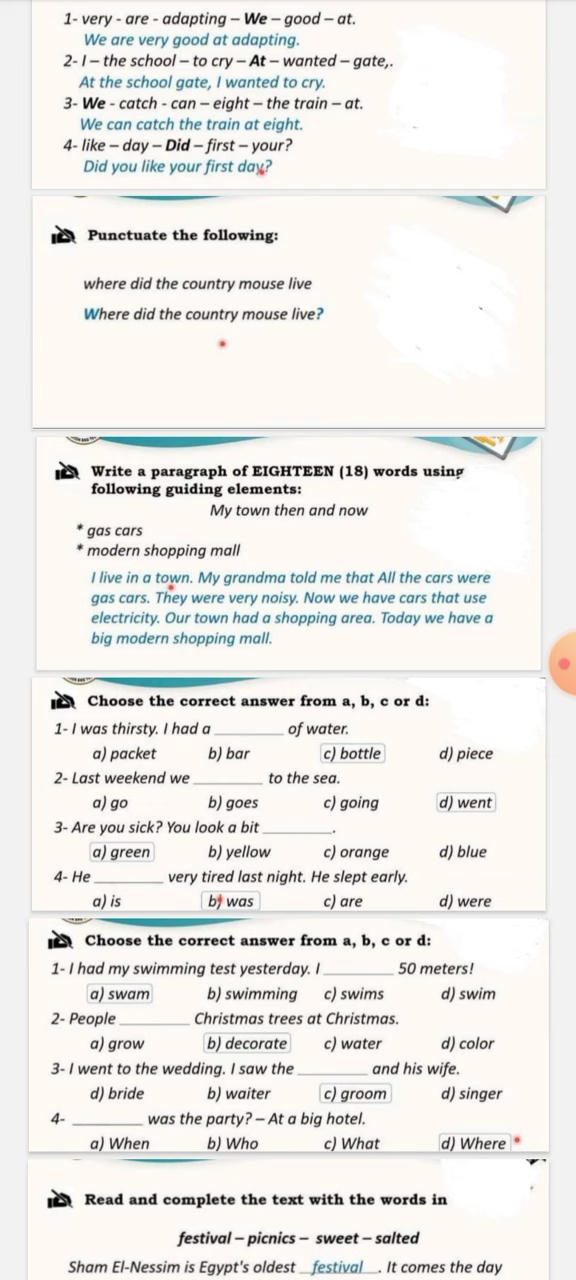 1- very - are - adapting – We – good – at.
We are very good at adapting.
2- I – the school – to cry – At – wanted – gate,.
At the school gate, I wanted to cry.
3- We - catch - can – eight – the train – at.
We can catch the train at eight.
4- like – day – Did – first – your?
Did you like your first day?
Punctuate the following:
where did the country mouse live
Where did the country mouse live?
Write a paragraph of EIGHTEEN (18) words using
following guiding elements:
My town then and now
* gas cars
* modern shopping mall
I live in a town. My grandma told me that All the cars were
gas cars. They were very noisy. Now we have cars that use
electricity. Our town had a shopping area. Today we have a
big modern shopping mall.
Choose the correct answer from a, b, c or d:
1- I was thirsty. I had a ________ of water.
a) packet b) bar c) bottle d) piece
2- Last weekend we ________ to the sea.
a) go b) goes c) going d) went
3- Are you sick? You look a bit ________.
a) green b) yellow c) orange d) blue
4- He ________ very tired last night. He slept early.
a) is b) was c) are d) were
Choose the correct answer from a, b, c or d:
1- I had my swimming test yesterday. I ________ 50 meters!
a) swam b) swimming c) swims d) swim
2- People ________ Christmas trees at Christmas.
a) grow b) decorate c) water d) color
3- I went to the wedding. I saw the ________ and his wife.
d) bride b) waiter c) groom d) singer
4- ________ was the party? – At a big hotel.
a) When b) Who c) What d) Where
Read and complete the text with the words in
festival – picnics – sweet – salted
Sham El-Nessim is Egypt's oldest _festival_. It comes the day